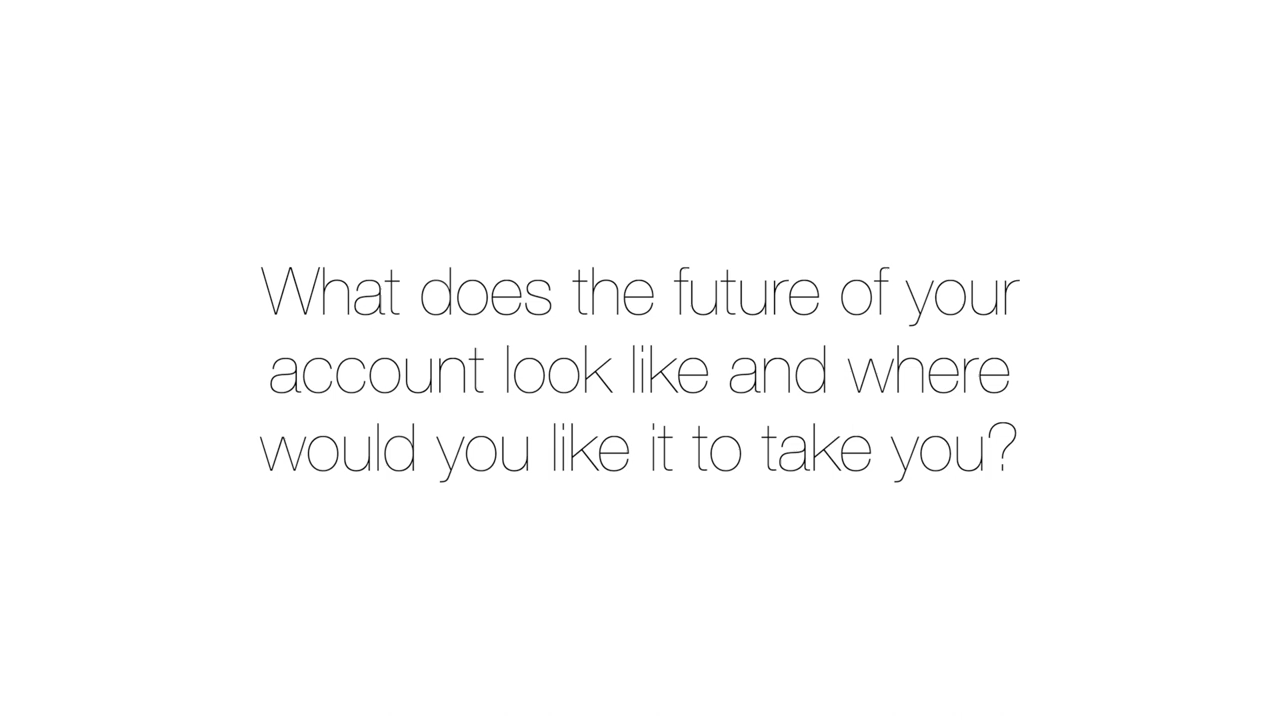 What does the future of your
account look like and where
would you like it to take you?